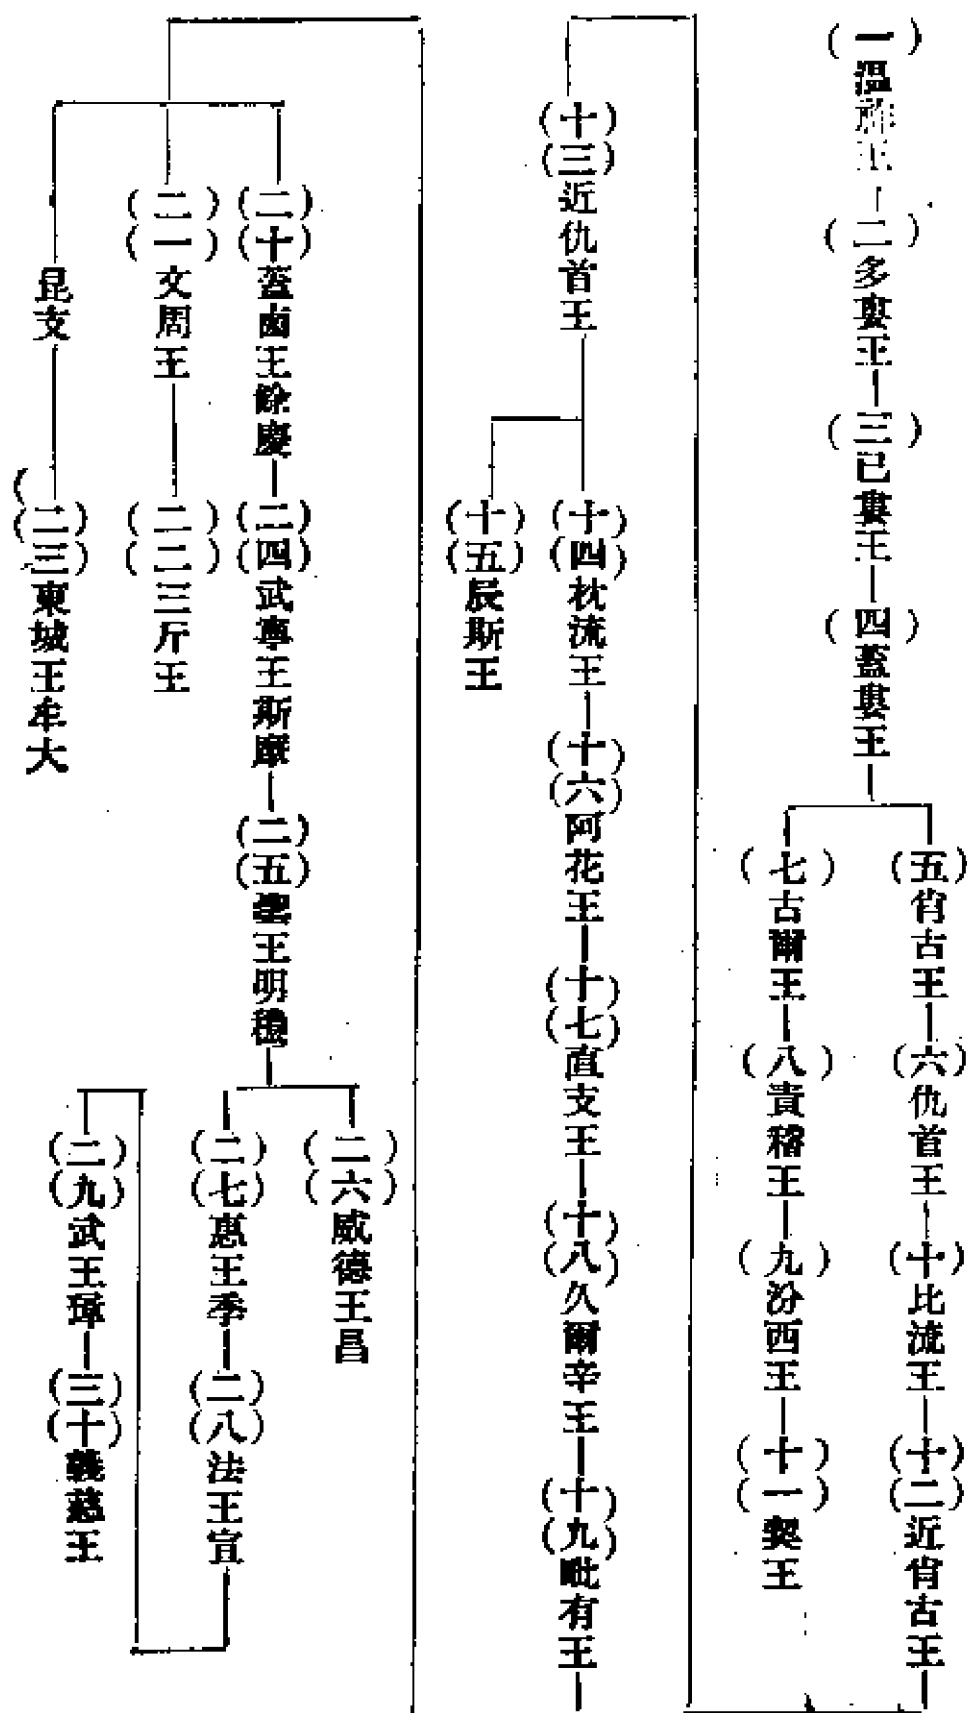 (一)溫祚王
(二)多婁王
(三)已婁王
(四)蓋婁王
(五)肖古王
(六)仇首王
(十)比流王
(十二)近肖古王
(七)古爾王
(八)責稽王
(九)汾西王
(十一)契王
(十三)近仇首王
(十四)枕流王
(十六)阿花王
(十七)直支王
(十八)久爾辛王
(十九)毗有王
(十五)辰斯王
(二十)蓋鹵王餘慶
(二四)武寧王斯摩
(二五)聖王明穠
(二六)威德王昌
(二七)惠王季
(二八)法王宣
(二九)武王璋
(三十)義慈王
(二一)文周王
(二二)三斤王
昆支
(二三)東城王牟大